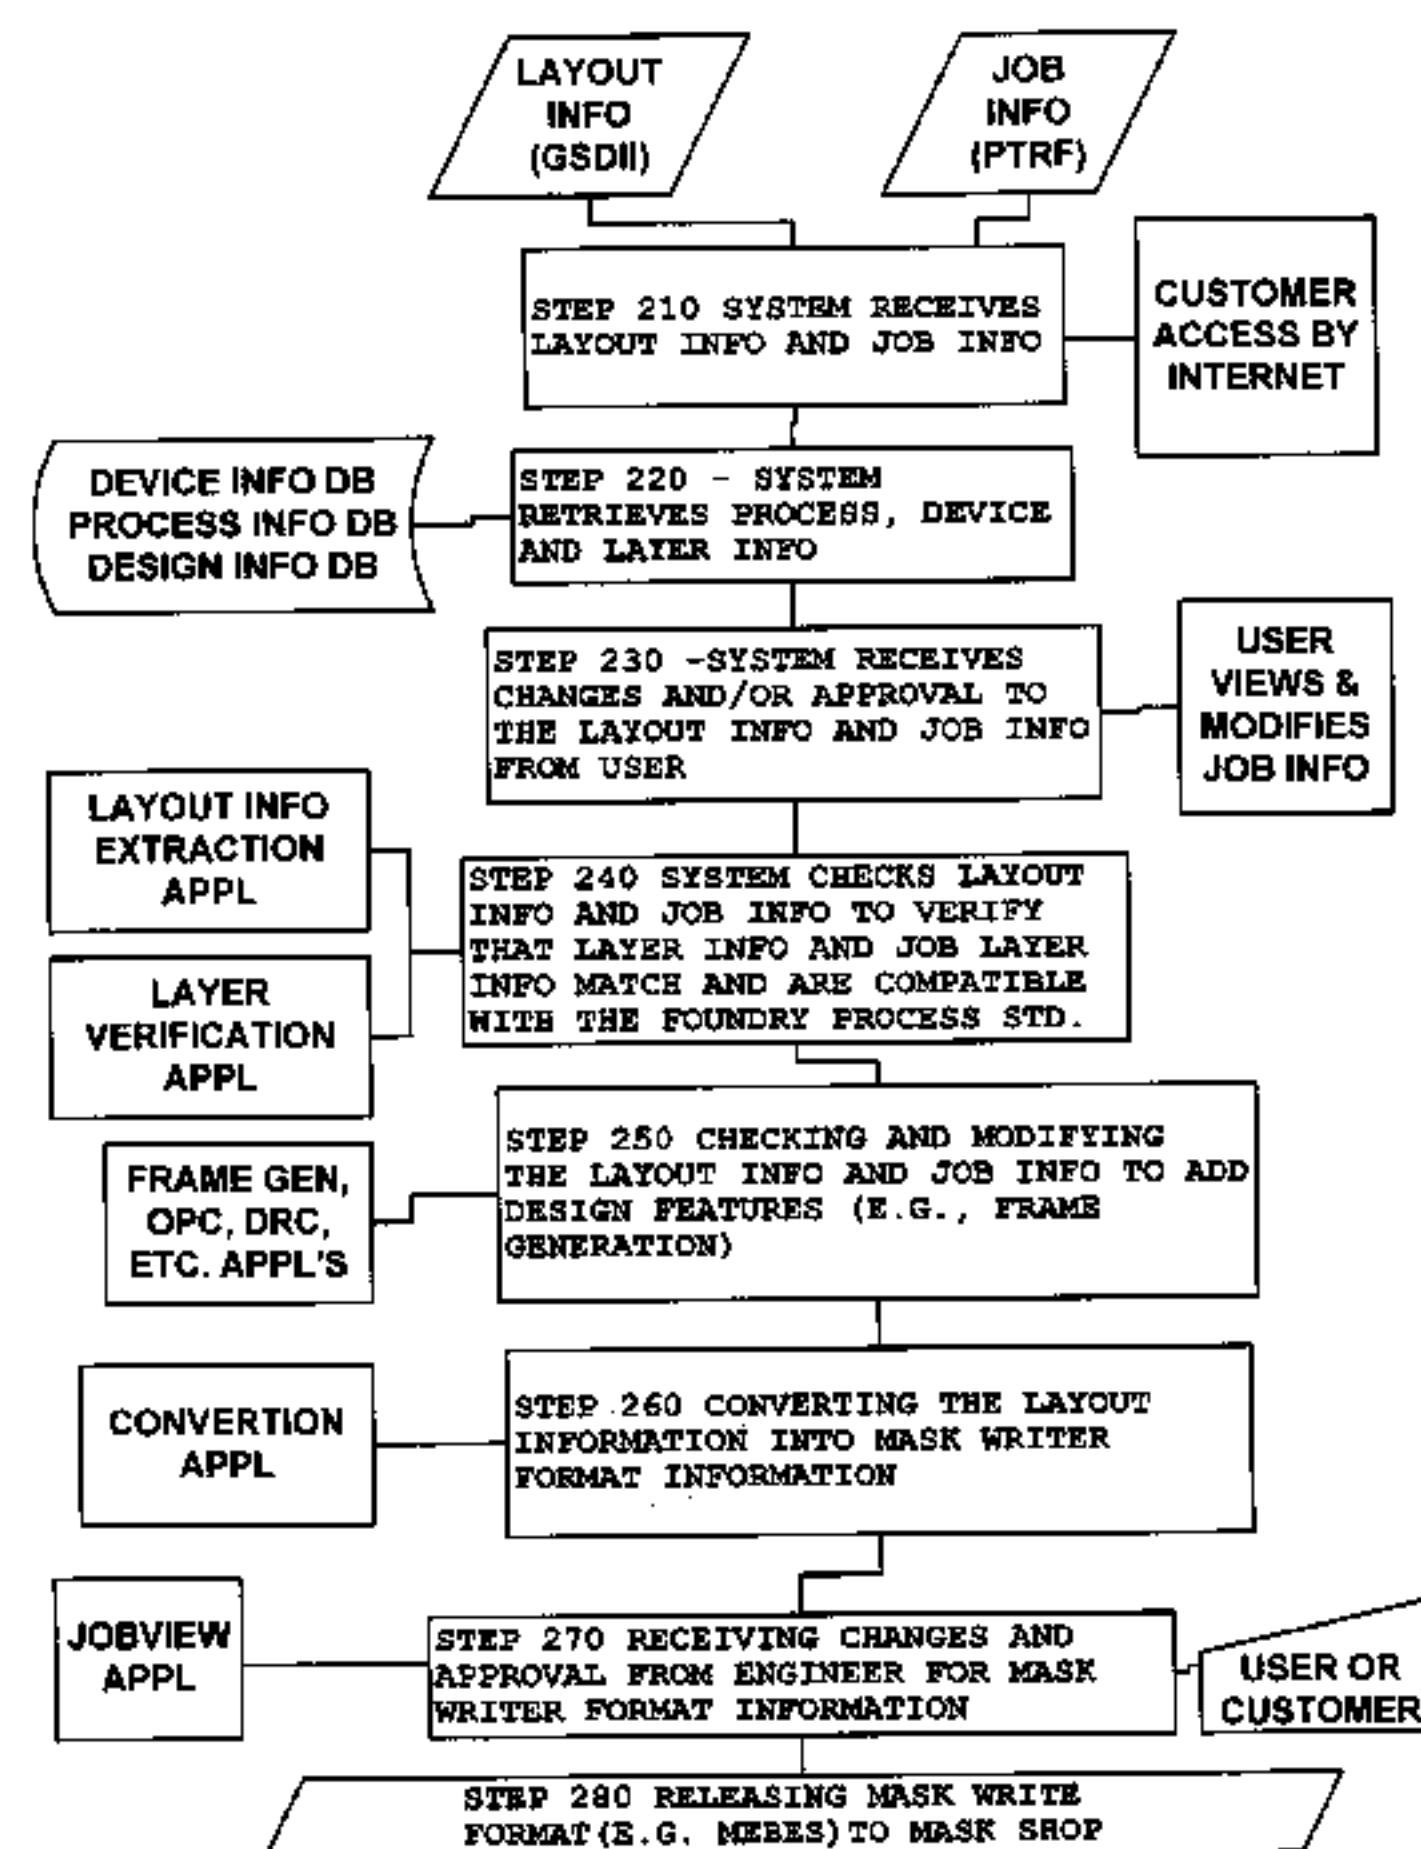 LAYOUT
INFO
(GSDII)
JOB
INFO
(PTRF)
STEP 210 SYSTEM RECEIVES
LAYOUT INFO AND JOB INFO
CUSTOMER
ACCESS BY
INTERNET
DEVICE INFO DB
PROCESS INFO DB
DESIGN INFO DB
STEP 220 - SYSTEM
RETRIEVES PROCESS, DEVICE
AND LAYER INFO
STEP 230 -SYSTEM RECEIVES
CHANGES AND/OR APPROVAL TO
THE LAYOUT INFO AND JOB INFO
FROM USER
USER
VIEWS &
MODIFIES
JOB INFO
LAYOUT INFO
EXTRACTION
APPL
LAYER
VERIFICATION
APPL
STEP 240 SYSTEM CHECKS LAYOUT
INFO AND JOB INFO TO VERIFY
THAT LAYER INFO AND JOB LAYER
INFO MATCH AND ARE COMPATIBLE
WITH THE FOUNDRY PROCESS STD.
FRAME GEN,
OPC, DRC,
ETC. APPL'S
STEP 250 CHECKING AND MODIFYING
THE LAYOUT INFO AND JOB INFO TO ADD
DESIGN FEATURES (E.G., FRAME
GENERATION)
CONVERTION
APPL
STEP 260 CONVERTING THE LAYOUT
INFORMATION INTO MASK WRITER
FORMAT INFORMATION
JOBVIEW
APPL
STEP 270 RECEIVING CHANGES AND
APPROVAL FROM ENGINEER FOR MASK
WRITER FORMAT INFORMATION
USER OR
CUSTOMER
STEP 280 RELEASING MASK WRITE
FORMAT(E.G. MEBES)TO MASK SHOP